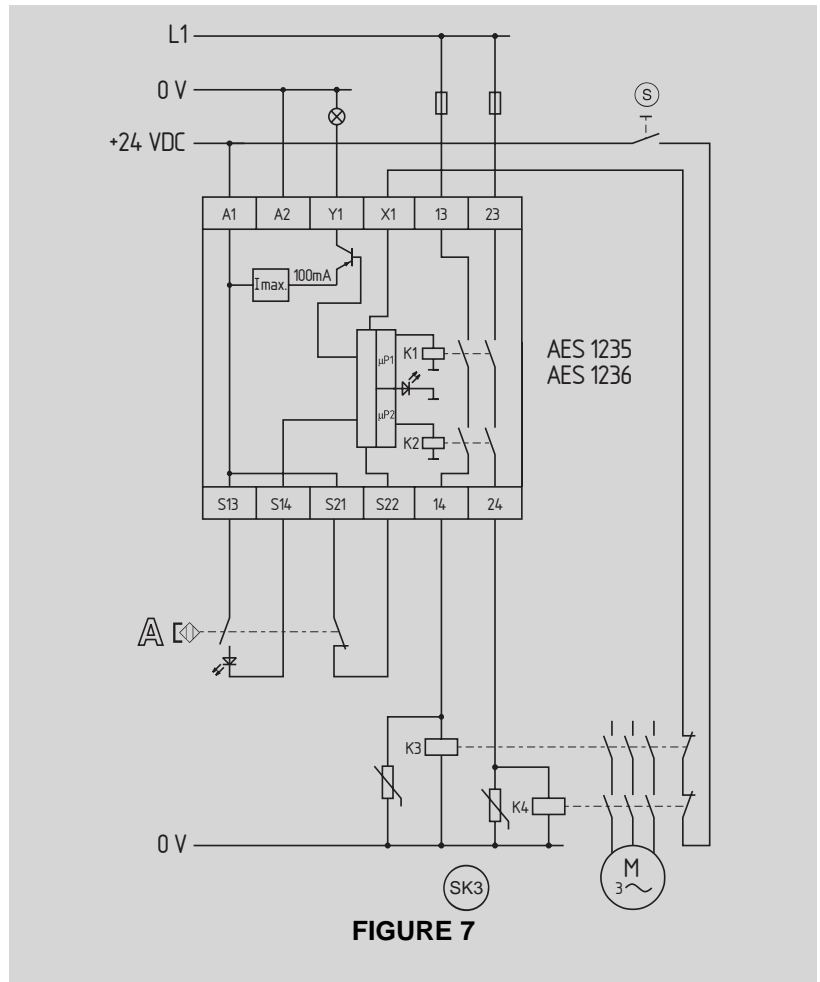 L1
0 V
S
+24 VDC
A1 A2 Y1 X1 13 23
Imax. 100mA
µP1 K1
AES 1235
AES 1236
µP2
K2
S13 S14 S21 S22 14 24
A
K3
K4
0 V
M
3~
SK3
FIGURE 7